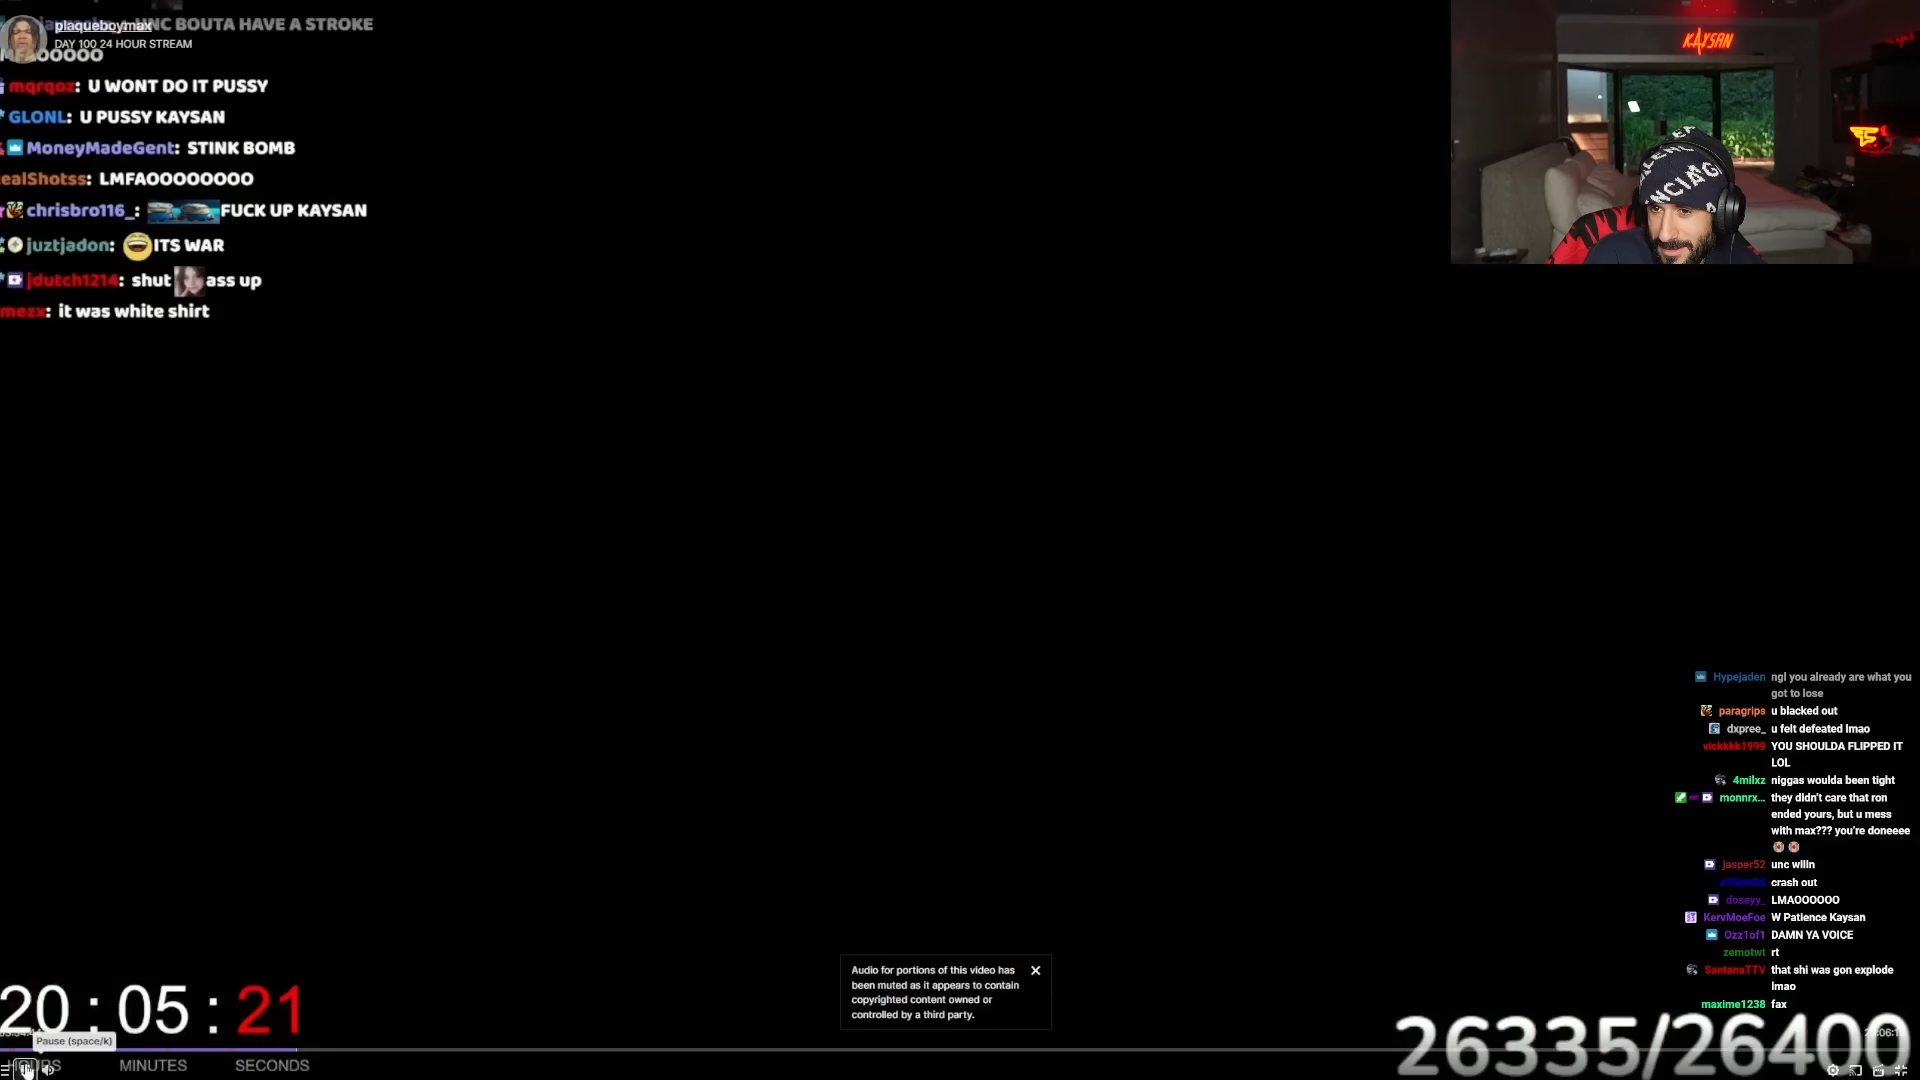 UNC BOUTA HAVE A STROKE
plaqueboymax
DAY 100 24 HOUR STREAM
mqrqoz: U WONT DO IT PUSSY
GLONL: U PUSSY KAYSAN
MoneyMadeGent: STINK BOMB
ealShotss: LMFAOOOOOOOO
chrisbro116_: FUCK UP KAYSAN
juztjadon: ITS WAR
jdutch1214: shut ass up
mezx: it was white shirt
KAYSAN
Hypejaden ngl you already are what you
got to lose
paragrips u blacked out
dxpree_ u felt defeated lmao
vickkkk1999 YOU SHOULDA FLIPPED IT
LOL
4milxz niggas woulda been tight
monnrx... they didn't care that ron
ended yours, but u mess
with max??? you're doneeee
jasper52 unc wilin
crash out
doseyy_ LMAOOOOOO
KervMoeFoe W Patience Kaysan
Ozz1of1 DAMN YA VOICE
zemotwt rt
SantanaTTV that shi was gon explode
lmao
maxime1238 fax
Audio for portions of this video has
been muted as it appears to contain
copyrighted content owned or
controlled by a third party.
20 : 05 : 21
Pause (space/k)
HOURS MINUTES SECONDS
26335/26400